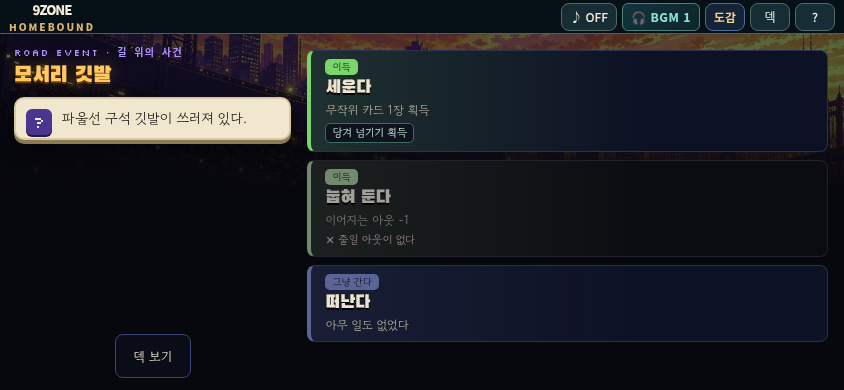 9ZONE
HOMEBOUND
♪ OFF
🎧 BGM 1
도감
덱
?
ROAD EVENT · 길 위의 사건
모서리 깃발
? 파울선 구석 깃발이 쓰러져 있다.
이득
세운다
무작위 카드 1장 획득
당겨 넘기기 획득
이득
눕혀 둔다
이어지는 아웃 -1
✕ 줄일 아웃이 없다
그냥 간다
떠난다
아무 일도 없었다
덱 보기